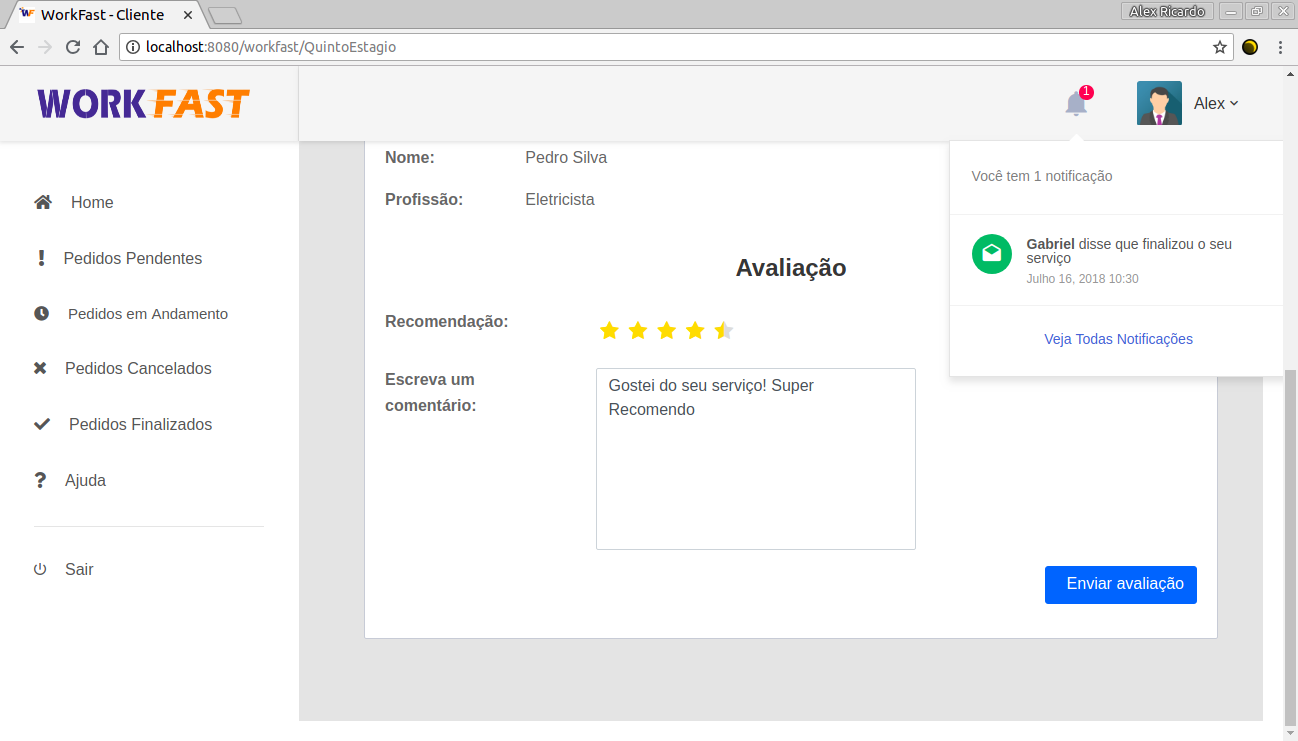 WorkFast - Cliente
Alex Ricardo
localhost:8080/workfast/QuintoEstagio
WORK FAST
1
Alex
Home
Pedidos Pendentes
Pedidos em Andamento
Pedidos Cancelados
Pedidos Finalizados
Ajuda
Sair
Nome: Pedro Silva
Profissão: Eletricista
Avaliação
Recomendação:
Escreva um
comentário:
Gostei do seu serviço! Super
Recomendo
Enviar avaliação
Você tem 1 notificação
Gabriel disse que finalizou o seu
serviço
Julho 16, 2018 10:30
Veja Todas Notificações